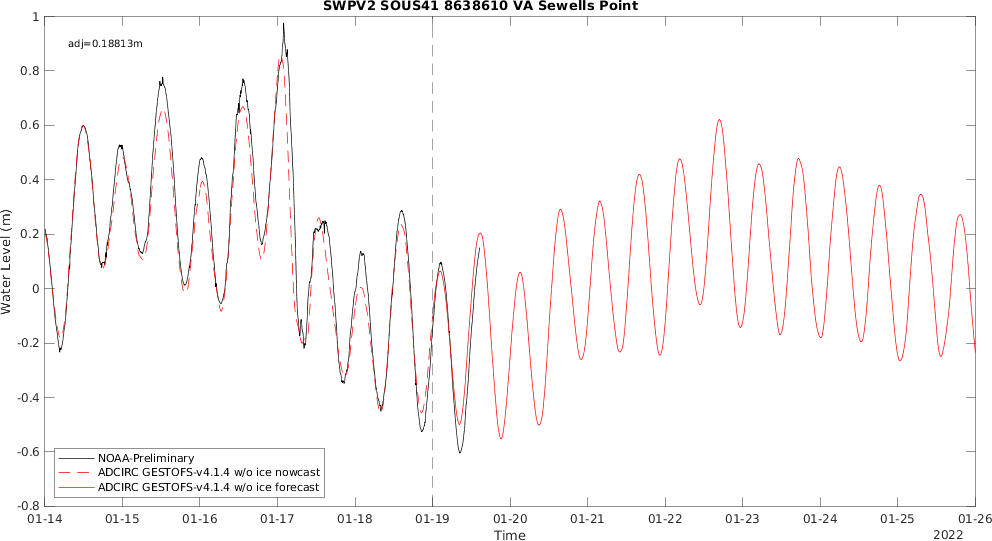 SWPV2 SOUS41 8638610 VA Sewells Point
adj=0.18813m
1
0.8
0.6
0.4
0.2
0
-0.2
-0.4
-0.6
-0.8
Water Level (m)
NOAA-Preliminary
ADCIRC GESTOFS-v4.1.4 w/o ice nowcast
ADCIRC GESTOFS-v4.1.4 w/o ice forecast
01-14 01-15 01-16 01-17 01-18 01-19 01-20 01-21 01-22 01-23 01-24 01-25 01-26
Time
2022